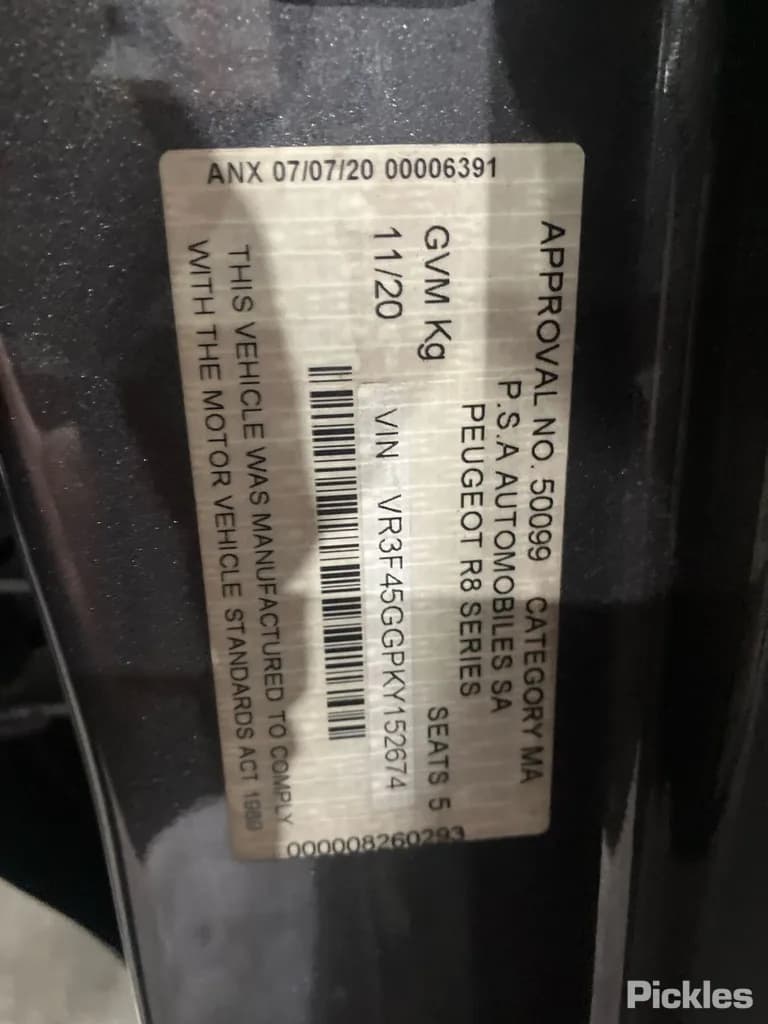 ANX 07/07/20 00006391
APPROVAL NO. 50099 CATEGORY MA
P.S.A AUTOMOBILES SA
PEUGEOT R8 SERIES
GVM Kg SEATS 5
11/20
VIN VR3F45GGPKY152674
THIS VEHICLE WAS MANUFACTURED TO COMPLY
WITH THE MOTOR VEHICLE STANDARDS ACT 1989
000008260293
Pickles